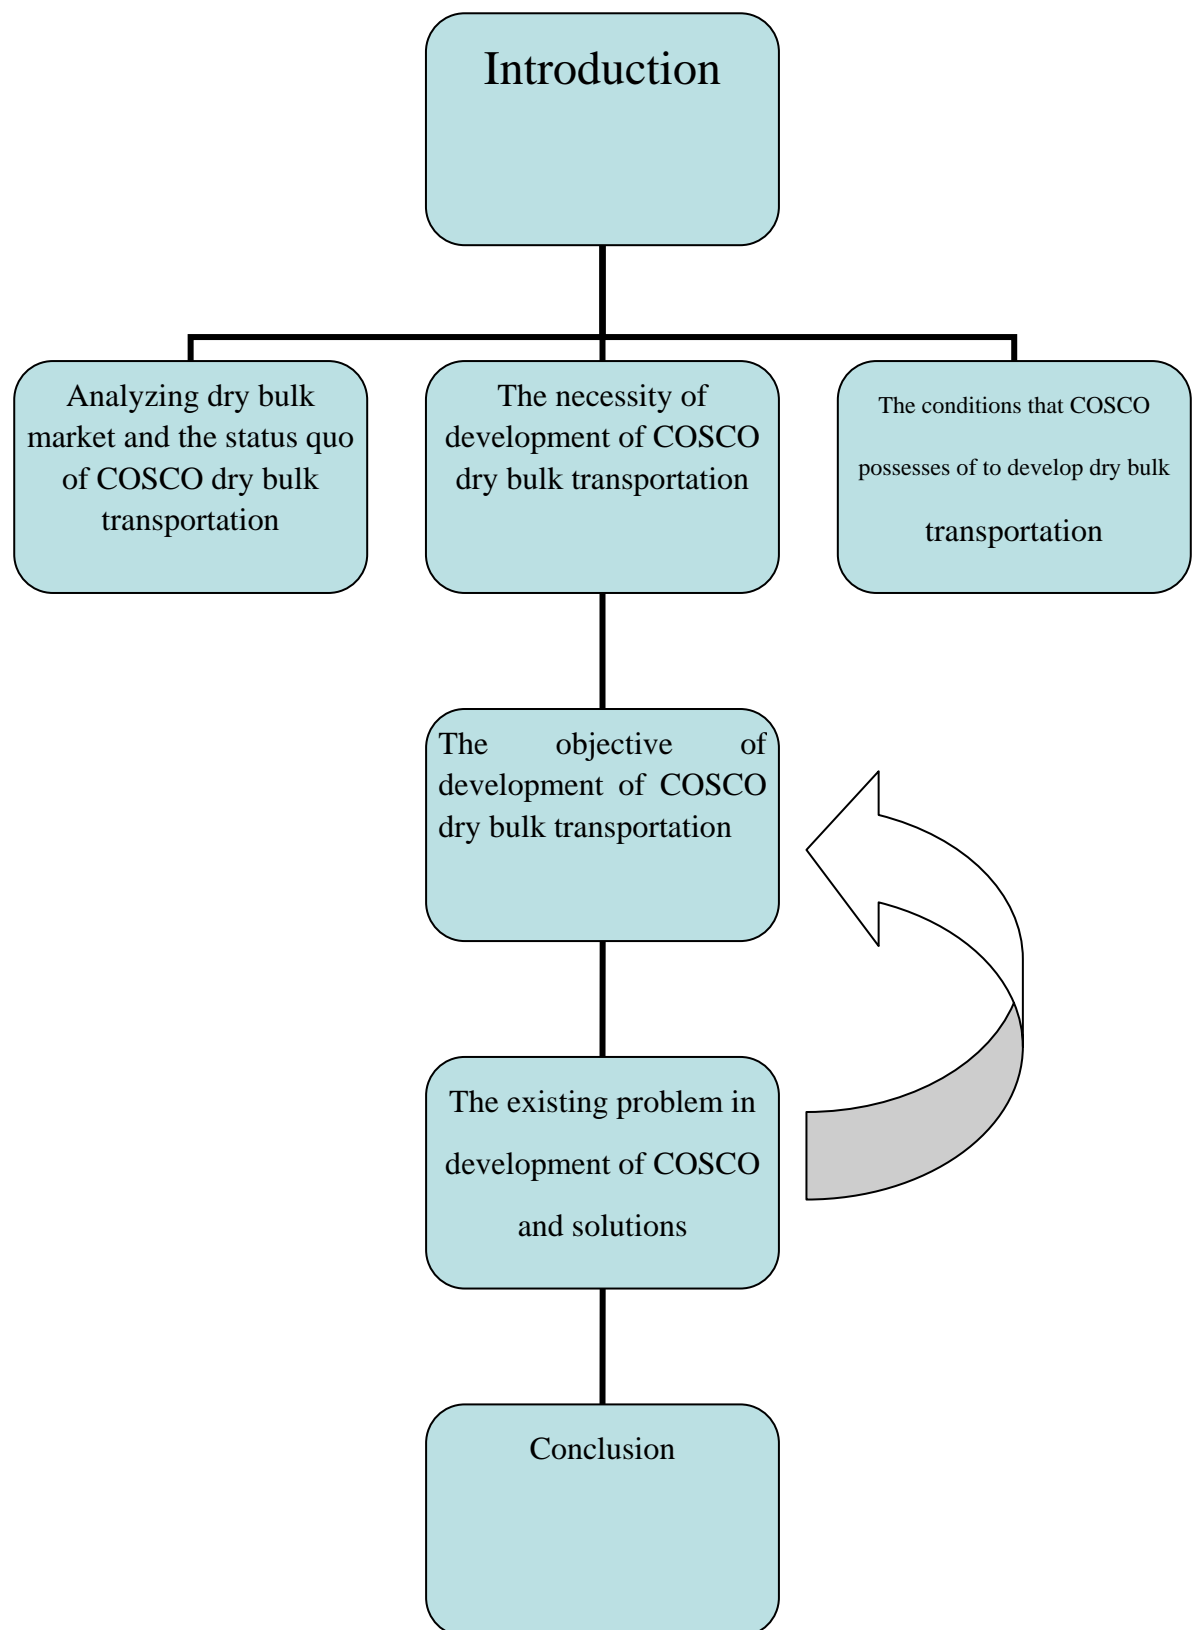 Introduction
Analyzing dry bulk
market and the status quo
of COSCO dry bulk
transportation
The necessity of
development of COSCO
dry bulk transportation
The conditions that COSCO
possesses of to develop dry bulk
transportation
The objective of
development of COSCO
dry bulk transportation
The existing problem in
development of COSCO
and solutions
Conclusion